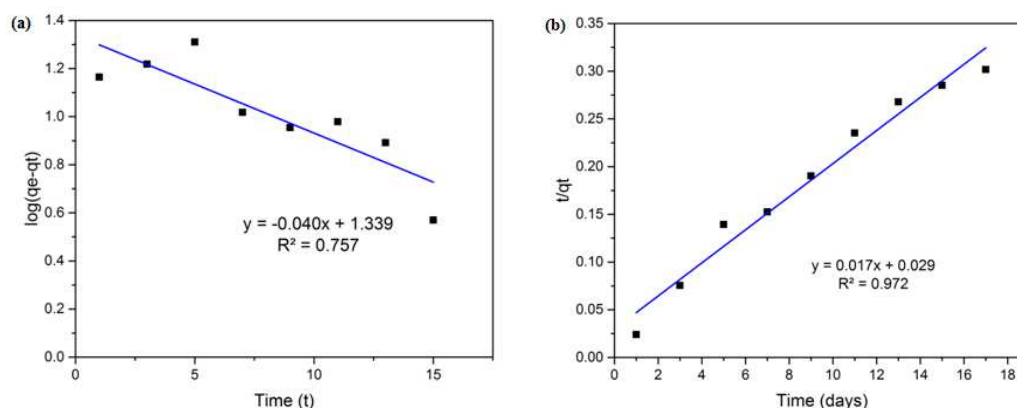 (a)
1.4
1.2
1.0
0.8
0.6
0.4
0.2
0.0
log(qe-qt)
y = -0.040x + 1.339
R² = 0.757
0 5 10 15
Time (t)
(b)
0.35
0.30
0.25
0.20
0.15
0.10
0.05
0.00
t/qt
y = 0.017x + 0.029
R² = 0.972
0 2 4 6 8 10 12 14 16 18
Time (days)